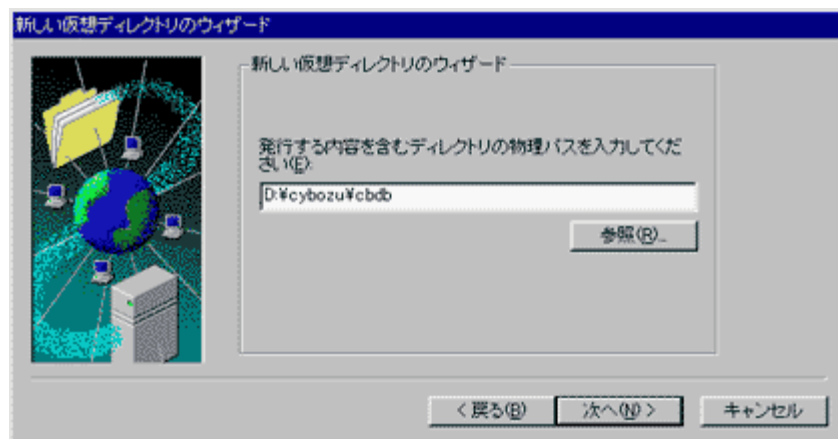 新しい仮想ディレクトリのウィザード
新しい仮想ディレクトリのウィザード
発行する内容を含むディレクトリの物理パスを入力してくだ
さい(E):
D:¥cybozu¥cbdb
参照(R)...
< 戻る(B)
次へ(N) >
キャンセル